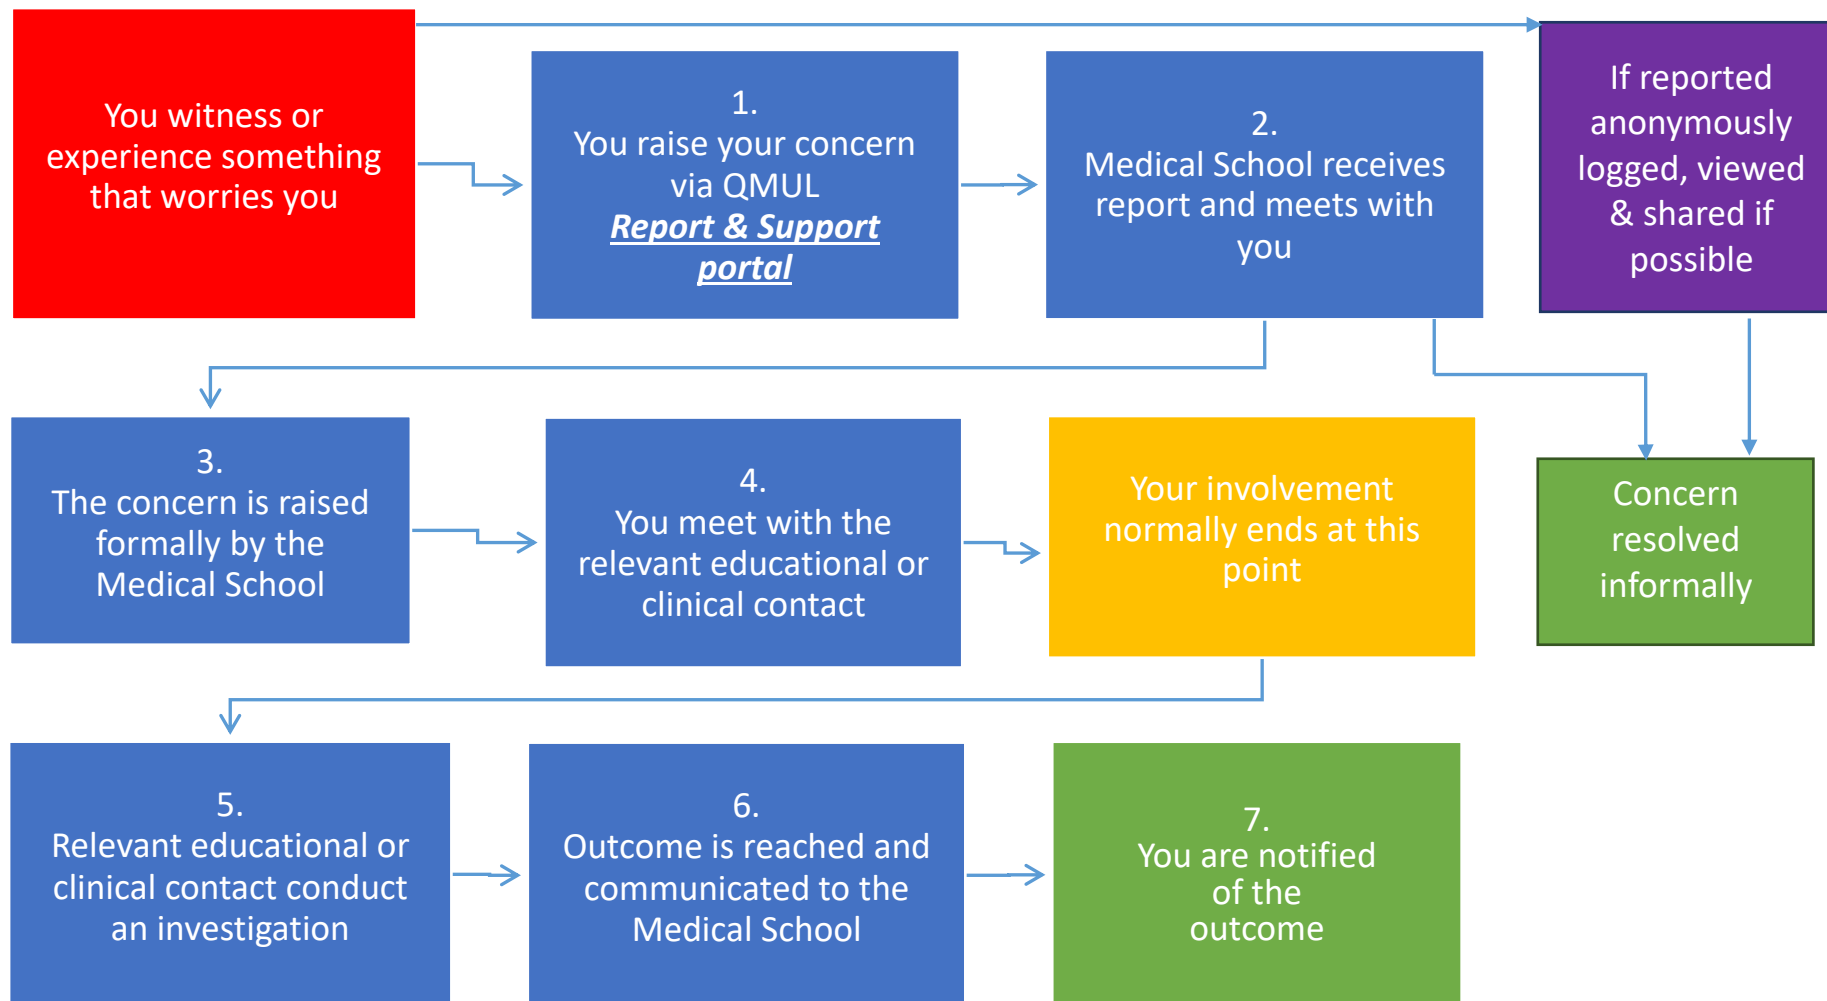 You witness or
experience something
that worries you
1.
You raise your concern
via QMUL
Report & Support
portal
2.
Medical School receives
report and meets with
you
If reported
anonymously
logged, viewed
& shared if
possible
3.
The concern is raised
formally by the
Medical School
4.
You meet with the
relevant educational or
clinical contact
Your involvement
normally ends at this
point
Concern
resolved
informally
5.
Relevant educational or
clinical contact conduct
an investigation
6.
Outcome is reached and
communicated to the
Medical School
7.
You are notified
of the
outcome